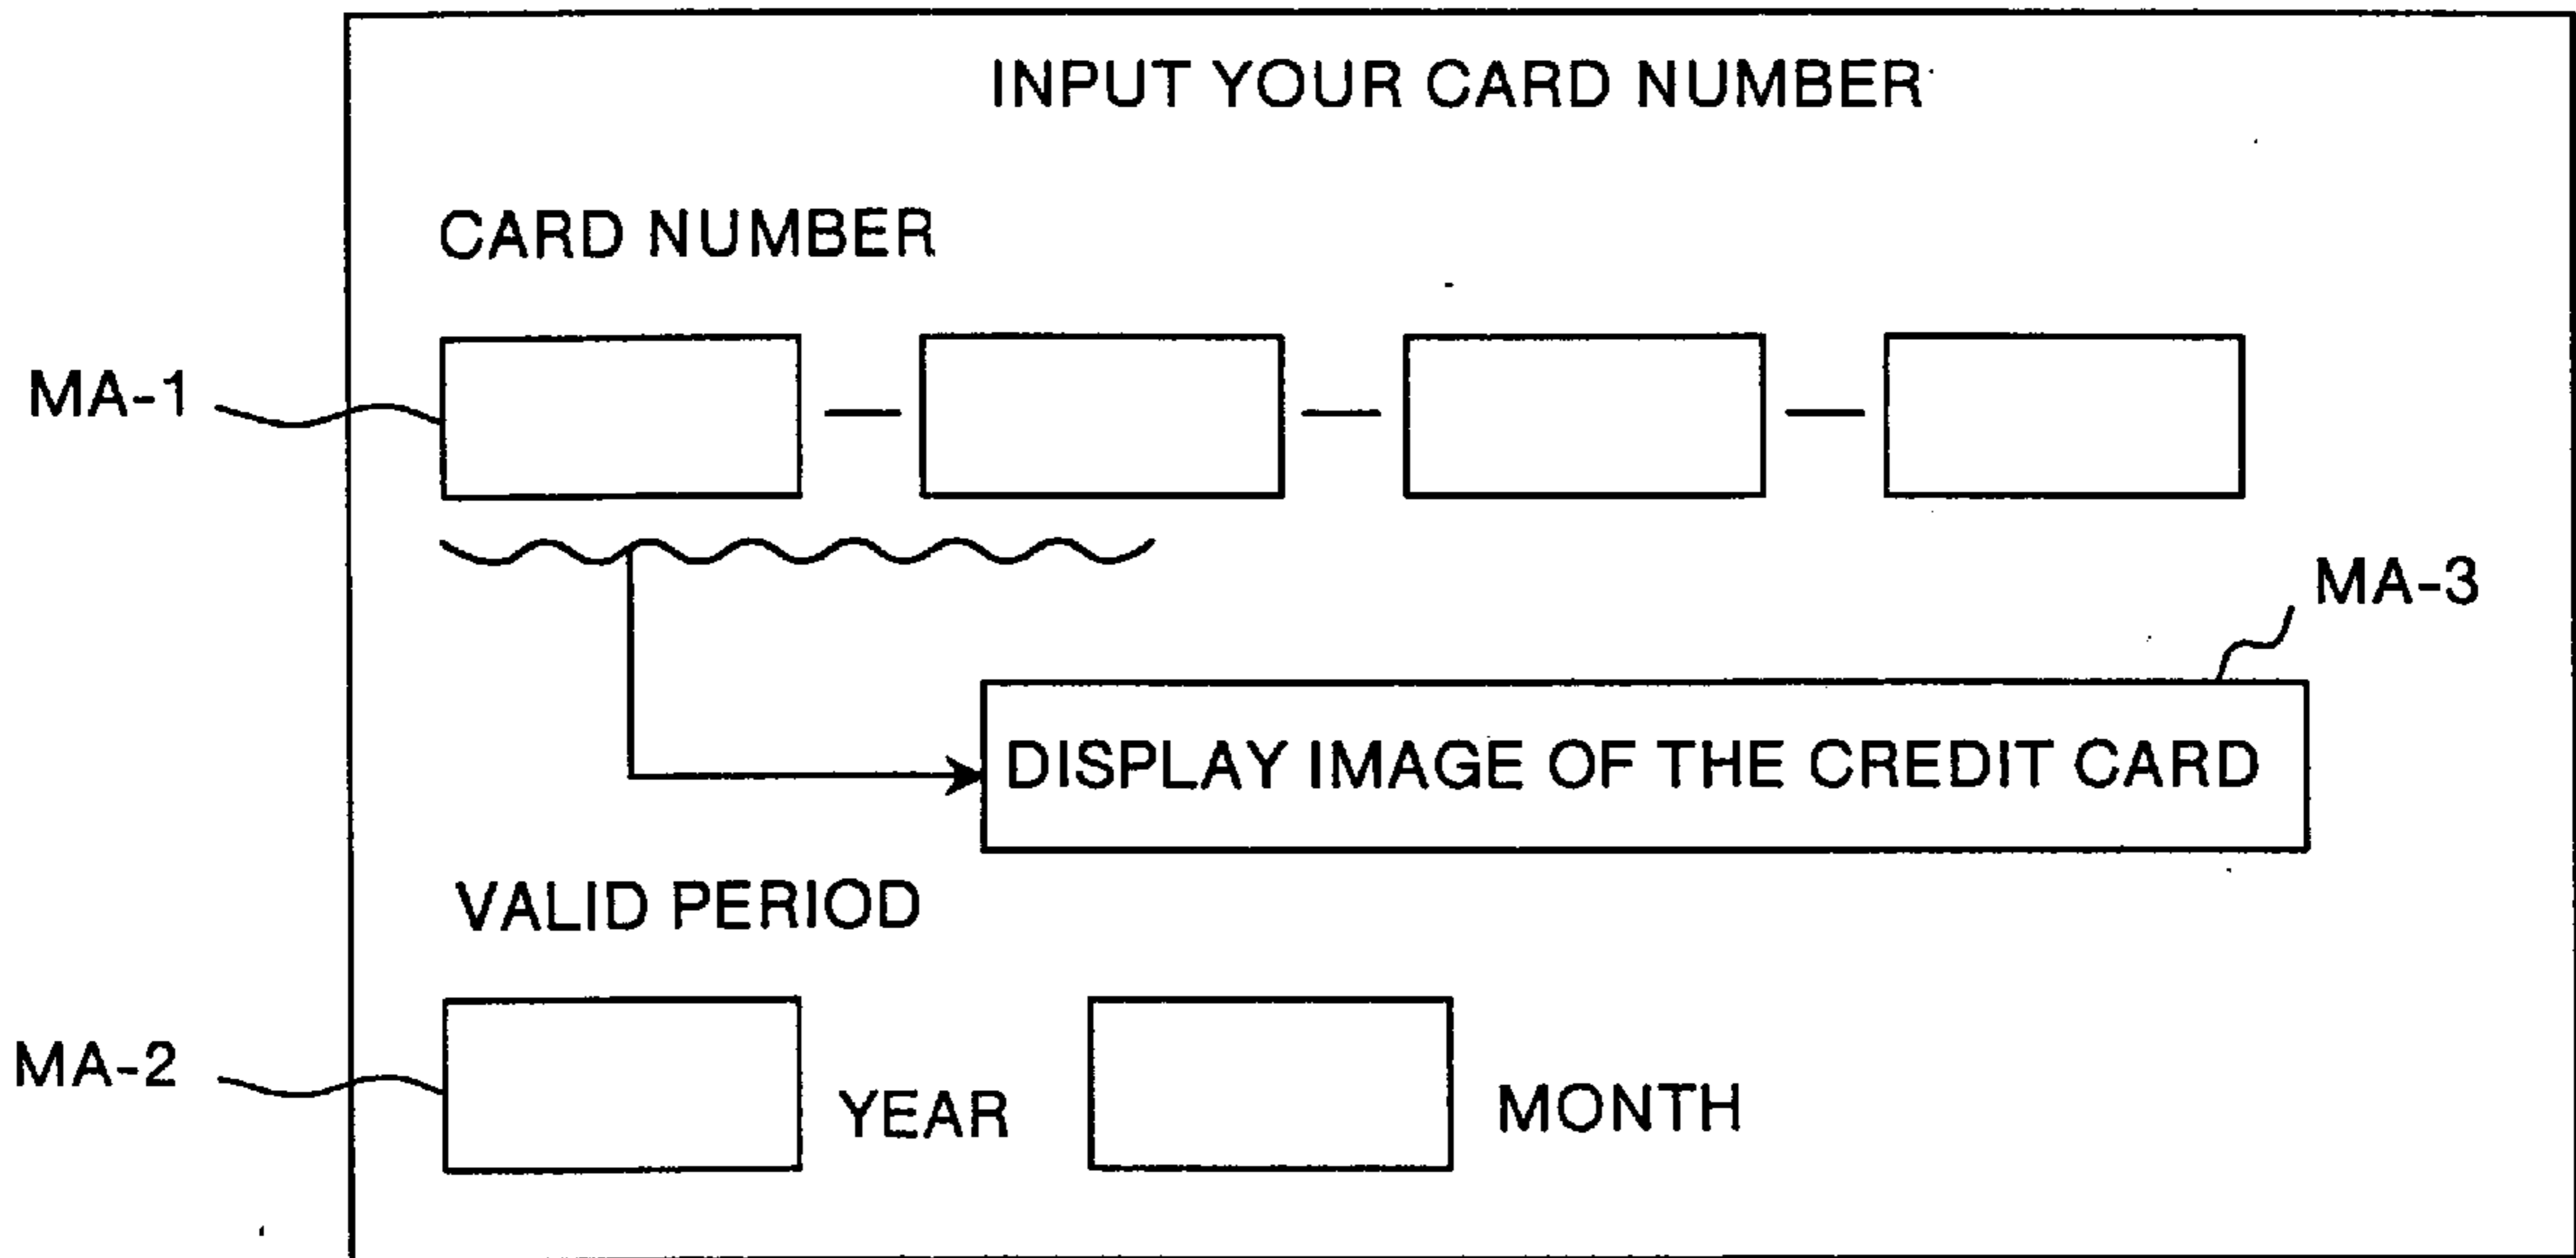 INPUT YOUR CARD NUMBER
CARD NUMBER
MA-1
MA-3
DISPLAY IMAGE OF THE CREDIT CARD
VALID PERIOD
MA-2
YEAR
MONTH